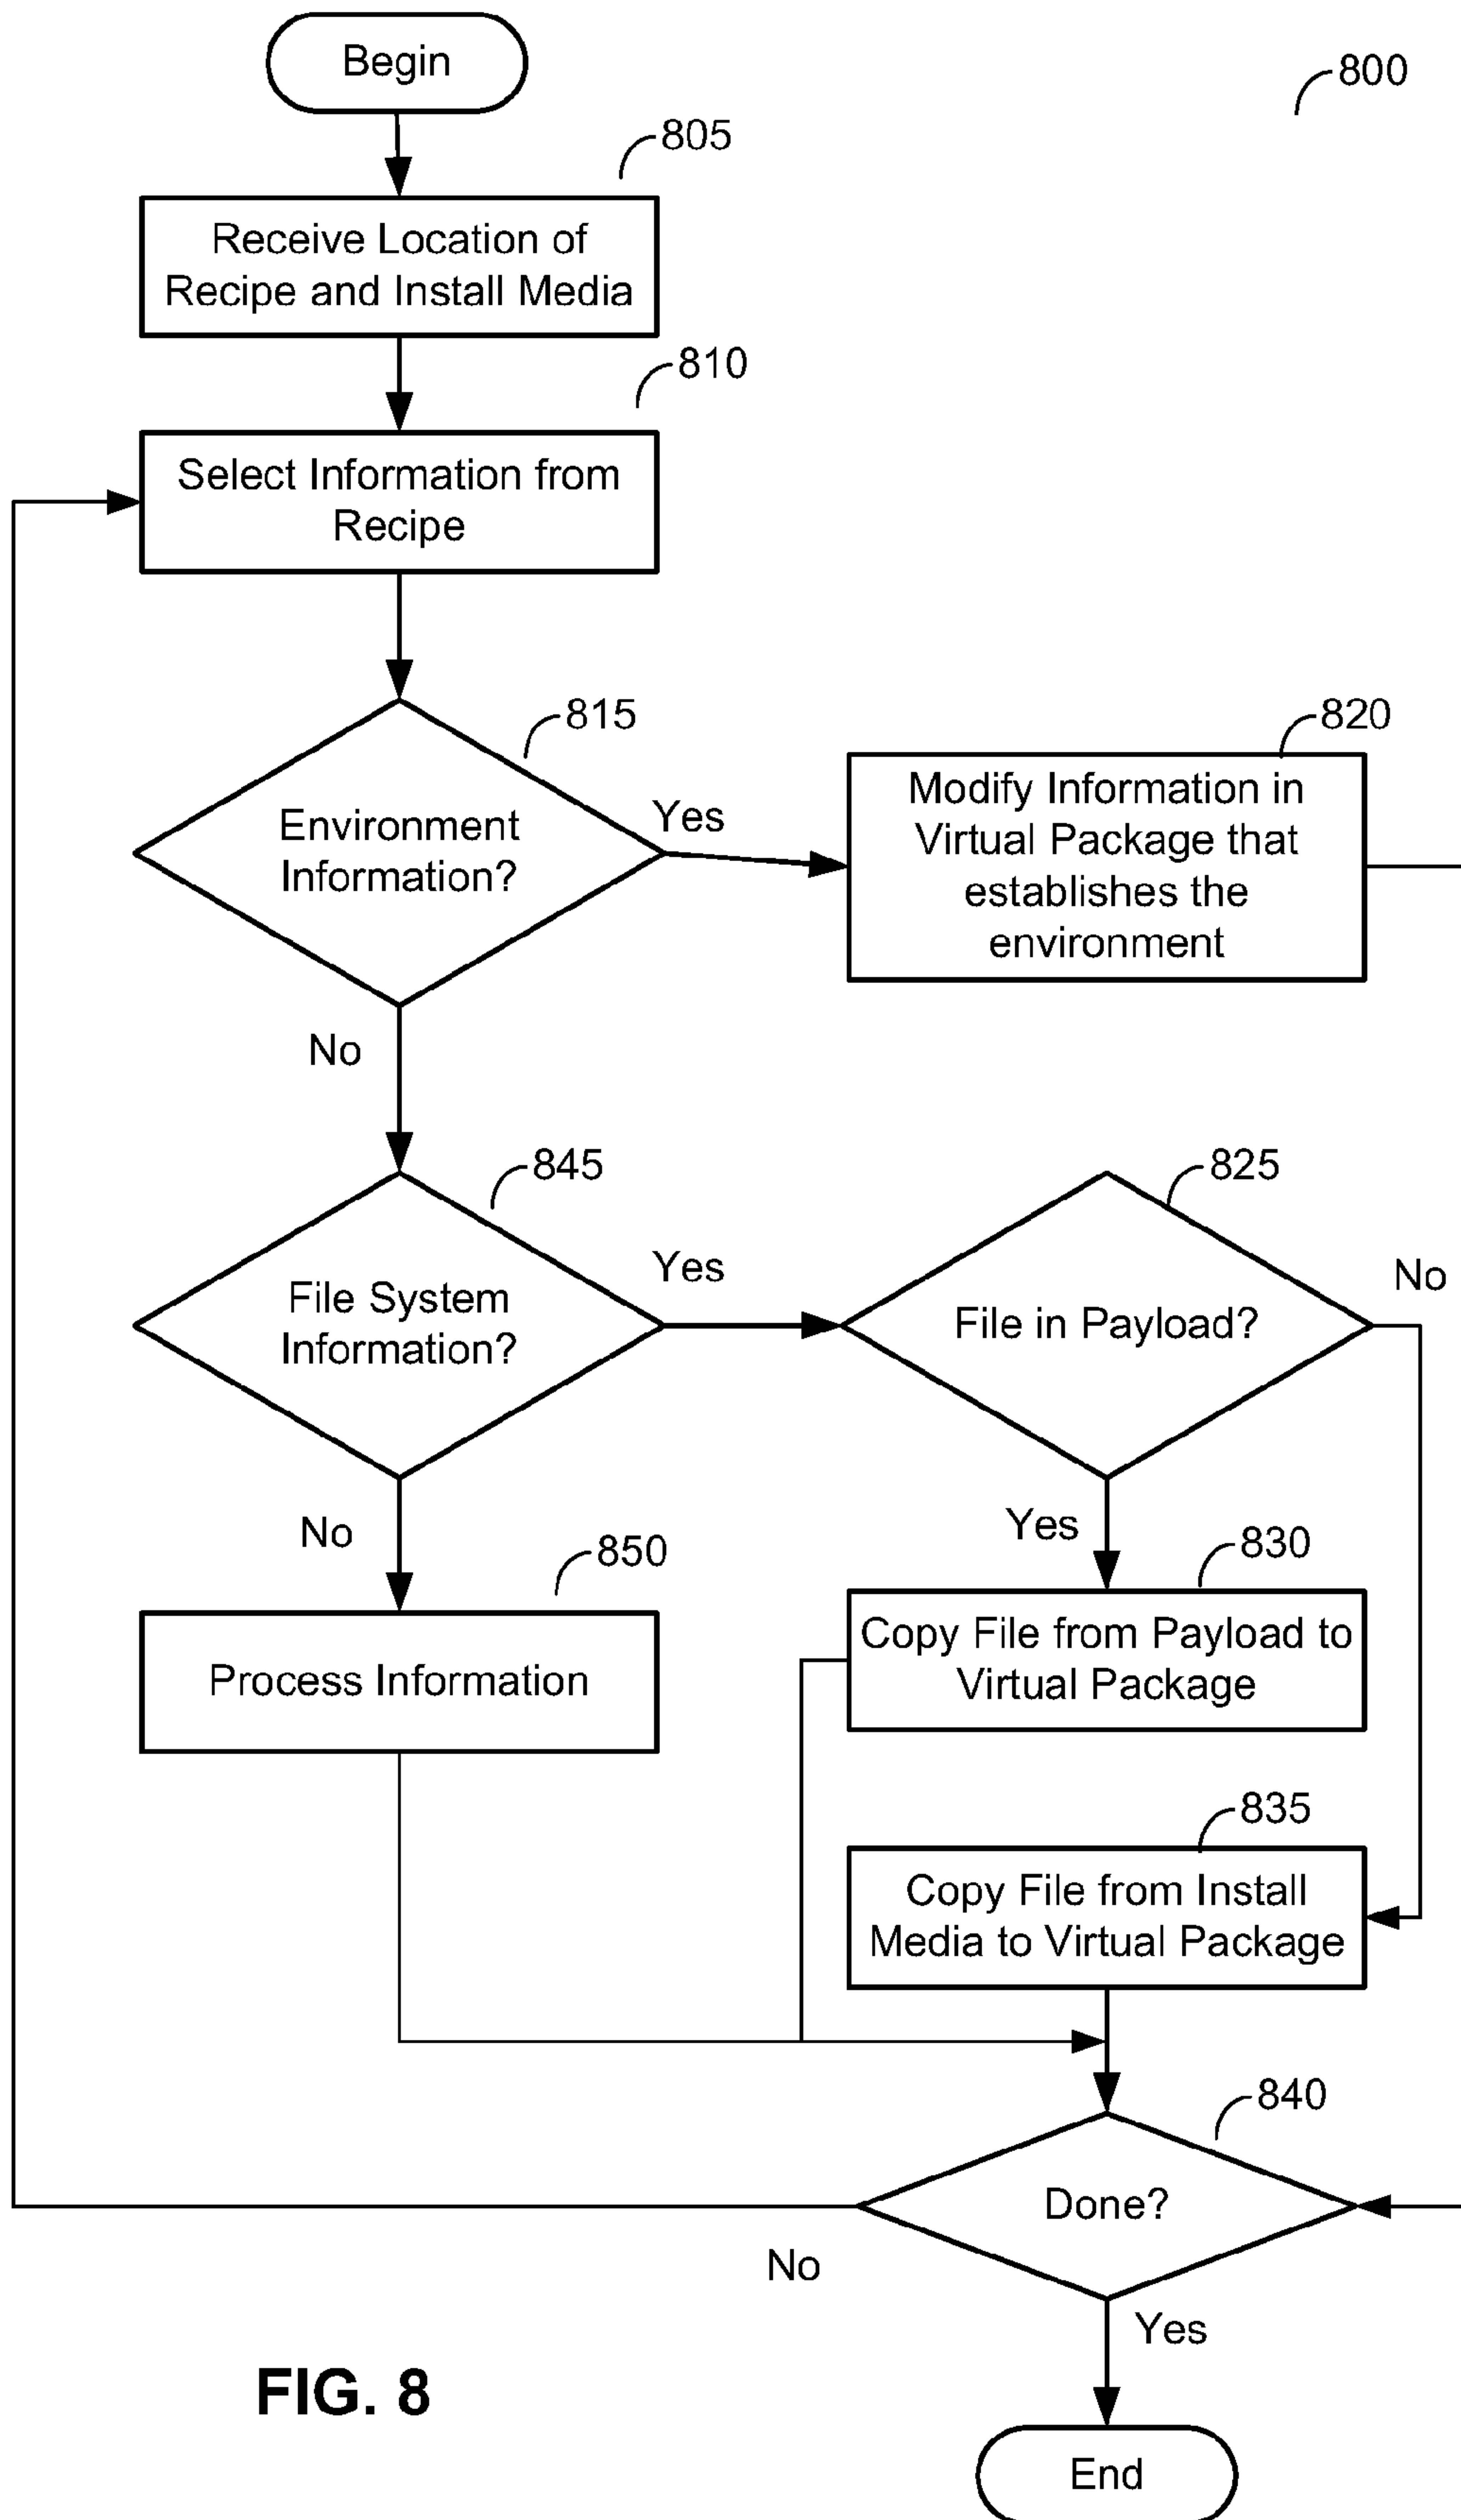 Begin
800
805
Receive Location of
Recipe and Install Media
810
Select Information from
Recipe
815
Environment
Information?
Yes
820
Modify Information in
Virtual Package that
establishes the
environment
No
845
File System
Information?
Yes
825
File in Payload?
No
No
850
Process Information
Yes
830
Copy File from Payload to
Virtual Package
835
Copy File from Install
Media to Virtual Package
840
Done?
No
Yes
FIG. 8
End